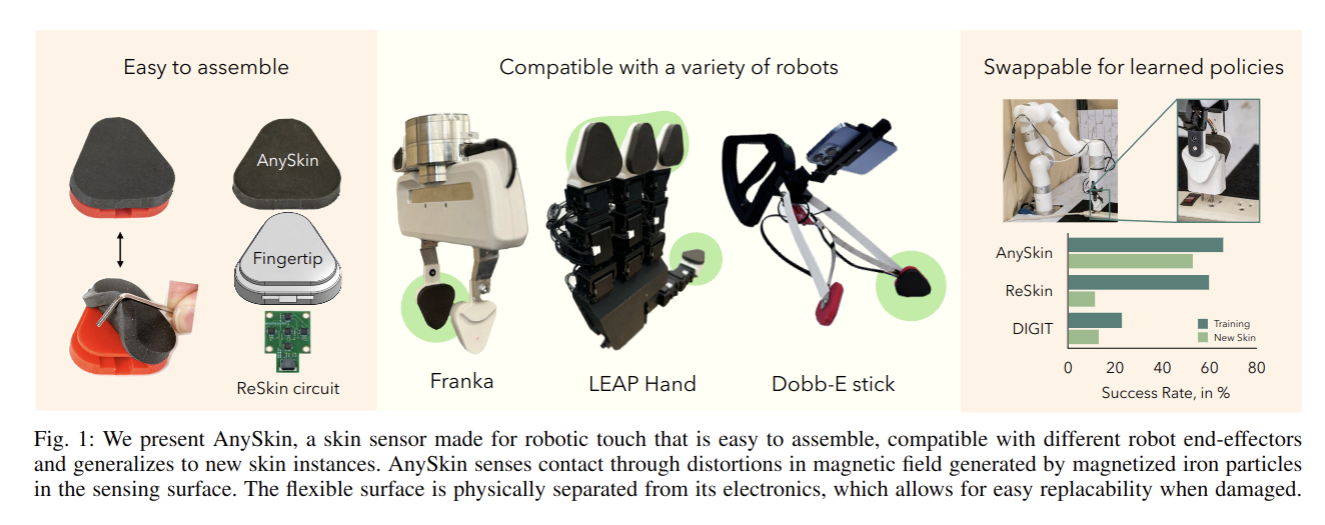 Easy to assemble
AnySkin
Fingertip
ReSkin circuit
Compatible with a variety of robots
Franka
LEAP Hand
Dobb-E stick
Swappable for learned policies
AnySkin
ReSkin
DIGIT
Training
New Skin
0 20 40 60 80
Success Rate, in %
Fig. 1: We present AnySkin, a skin sensor made for robotic touch that is easy to assemble, compatible with different robot end-effectors
and generalizes to new skin instances. AnySkin senses contact through distortions in magnetic field generated by magnetized iron particles
in the sensing surface. The flexible surface is physically separated from its electronics, which allows for easy replacability when damaged.